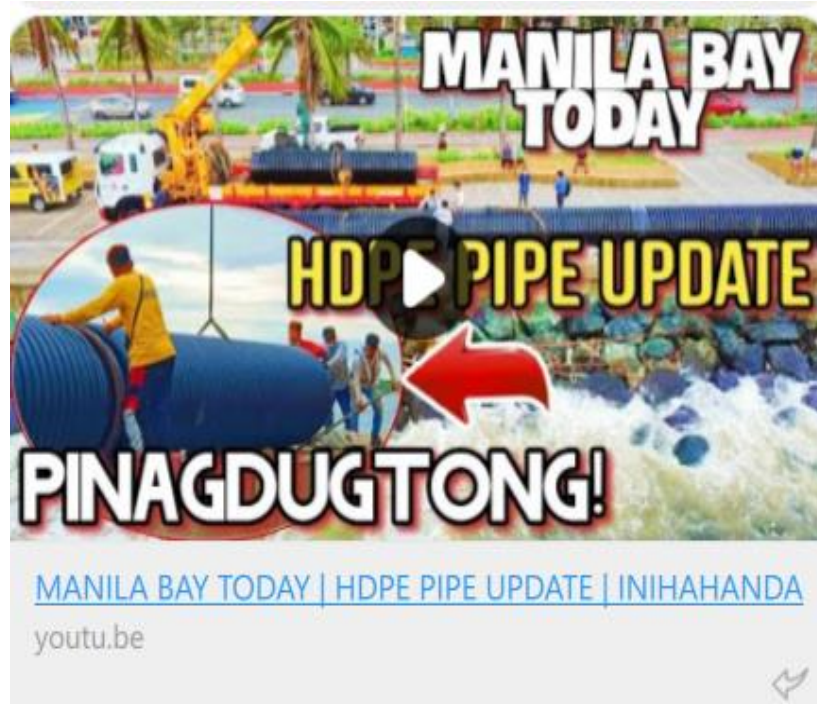 MANILA BAY
TODAY
HDPE PIPE UPDATE
PINAGDUGTONG!
MANILA BAY TODAY | HDPE PIPE UPDATE | INIHAHANDA
youtu.be